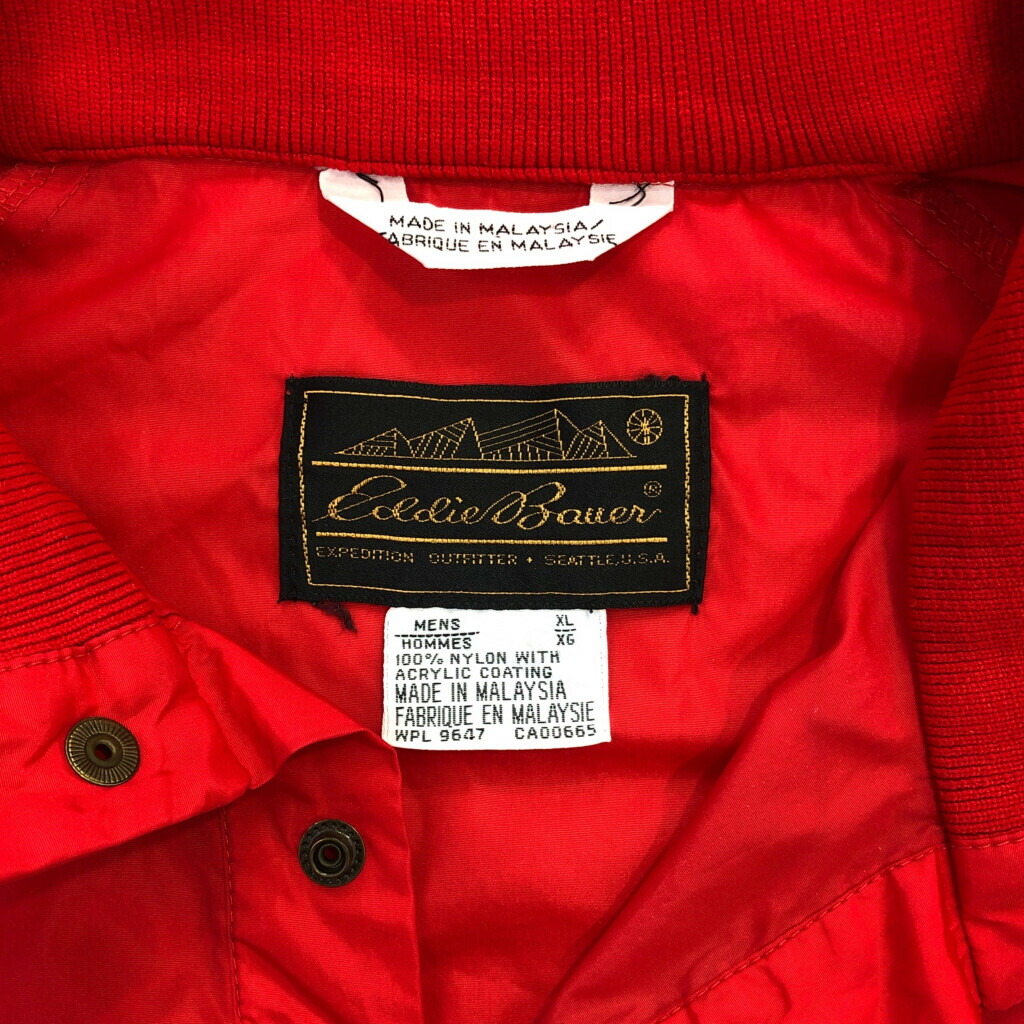 MADE IN MALAYSIA/
FABRIQUE EN MALAYSIE
Eddie Bauer ®
EXPEDITION OUTFITTER • SEATTLE, U.S.A.
MENS XL
HOMMES XG
100% NYLON WITH
ACRYLIC COATING
MADE IN MALAYSIA
FABRIQUE EN MALAYSIE
WPL 9647 CA00665